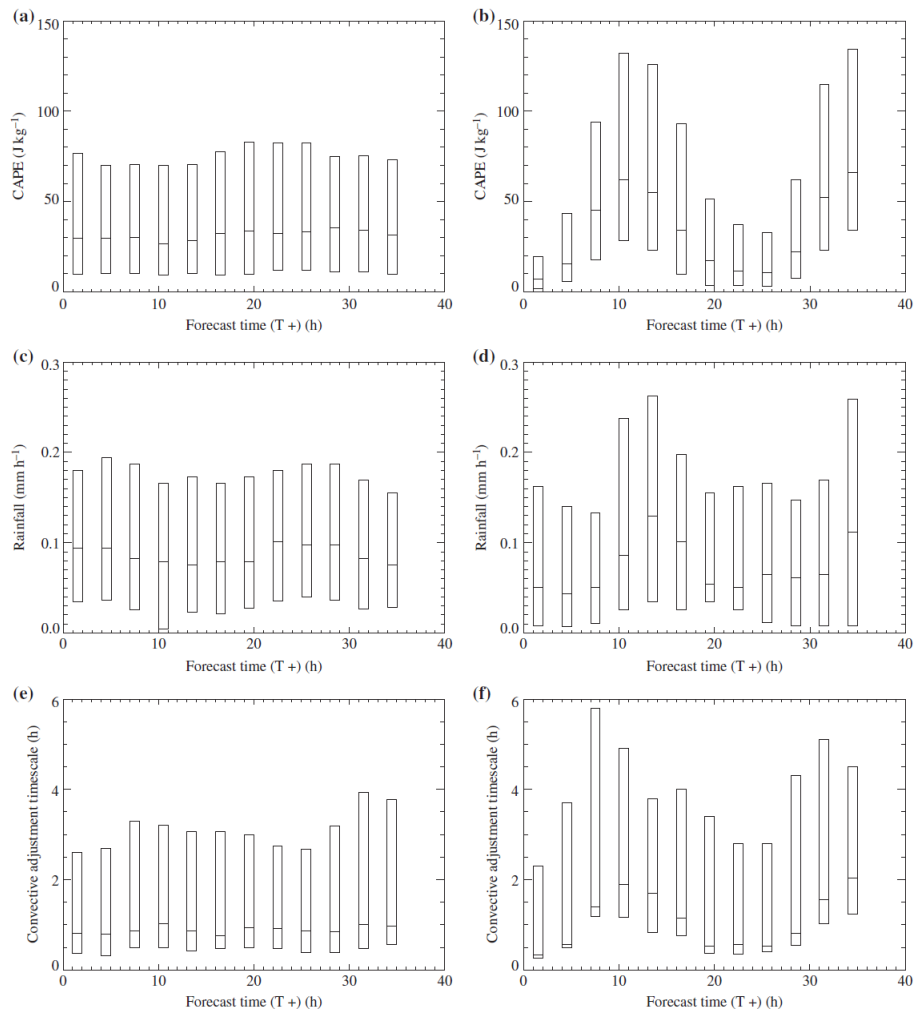 (a)
150
100
50
0
CAPE (J kg⁻¹)
0 10 20 30 40
Forecast time (T +) (h)
(b)
150
100
50
0
CAPE (J kg⁻¹)
0 10 20 30 40
Forecast time (T +) (h)
(c)
0.3
0.2
0.1
0.0
Rainfall (mm h⁻¹)
0 10 20 30 40
Forecast time (T +) (h)
(d)
0.3
0.2
0.1
0.0
Rainfall (mm h⁻¹)
0 10 20 30 40
Forecast time (T +) (h)
(e)
6
4
2
0
Convective adjustment timescale (h)
0 10 20 30 40
Forecast time (T +) (h)
(f)
6
4
2
0
Convective adjustment timescale (h)
0 10 20 30 40
Forecast time (T +) (h)